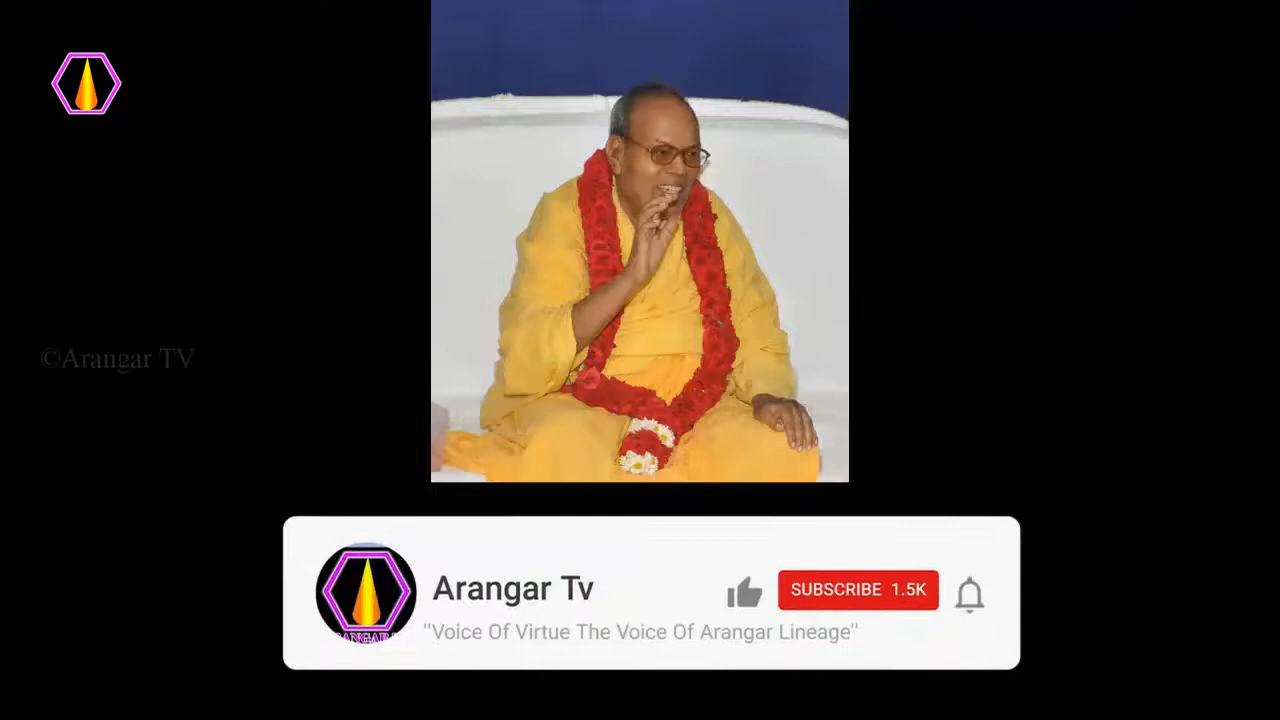 ©Arangar TV
Arangar Tv
SUBSCRIBE 1.5K
"Voice Of Virtue The Voice Of Arangar Lineage"